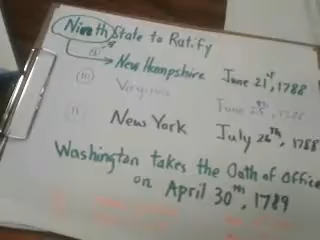 Ninth State to Ratify
9 New Hampshire June 21st, 1788
10 Virginia June 25th, 1788
11 New York July 26th, 1788
Washington takes the Oath of Office
on April 30th, 1789